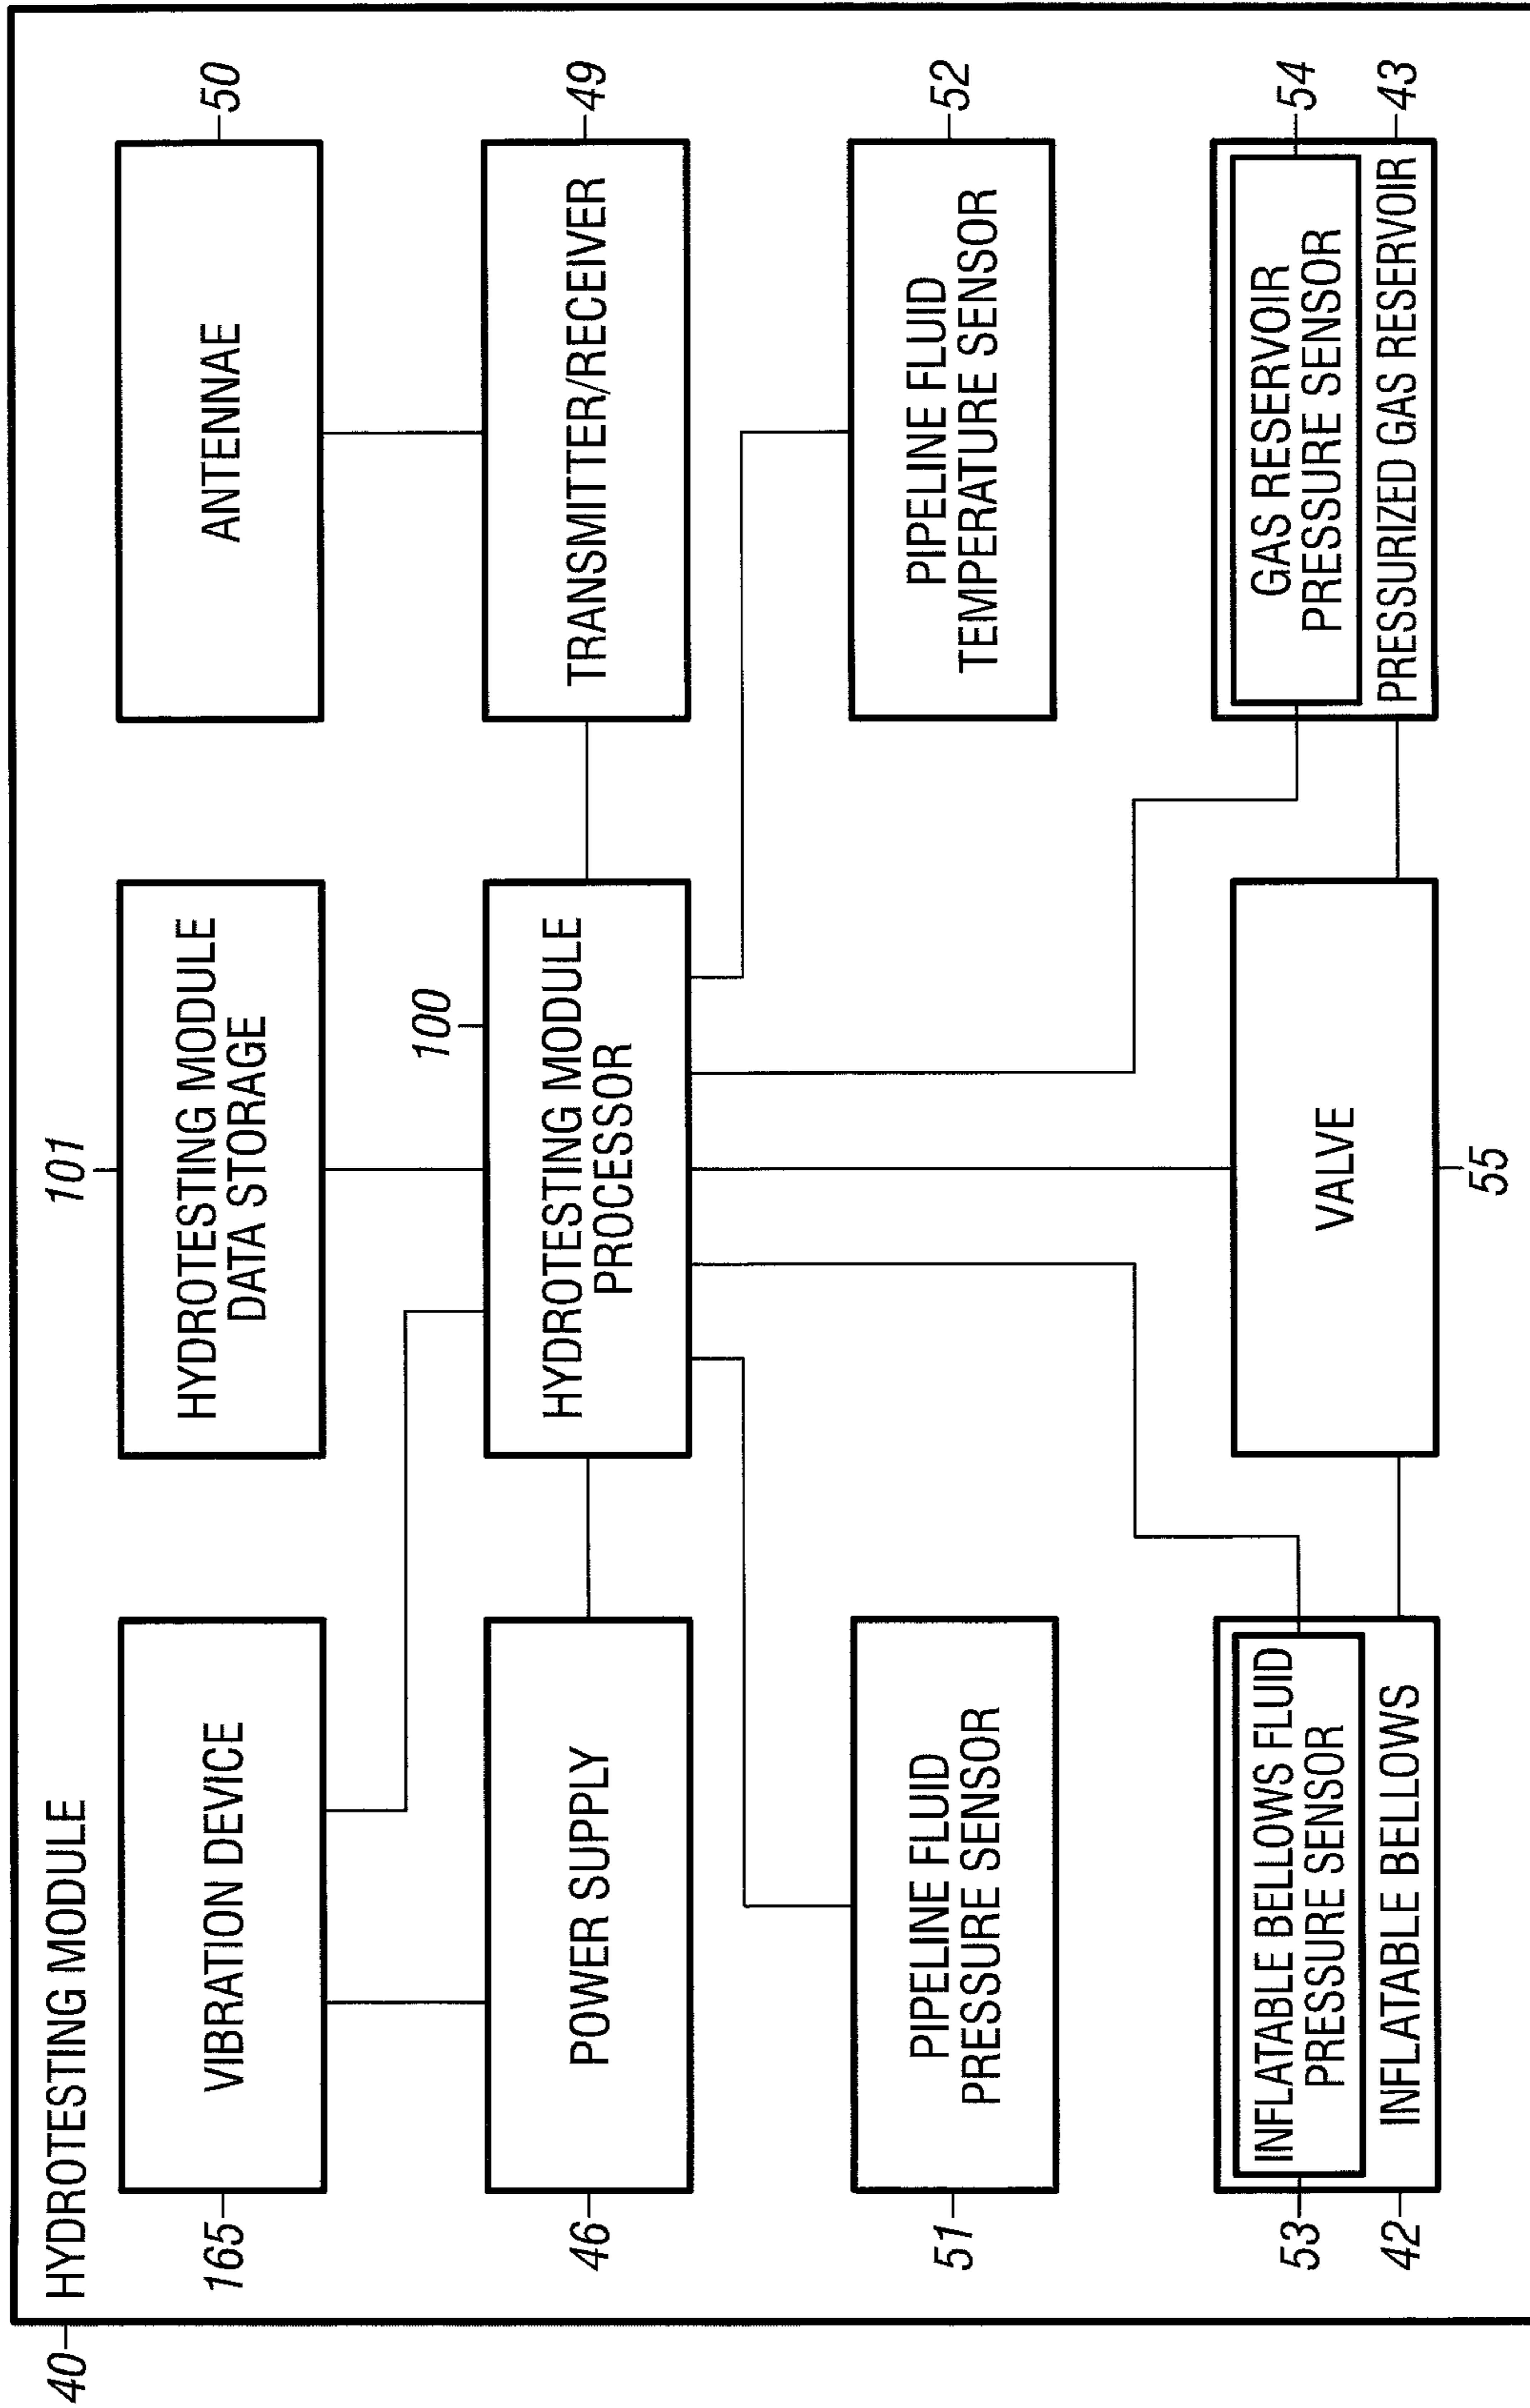 40
HYDROTESTING MODULE
165
VIBRATION DEVICE
101
HYDROTESTING MODULE
DATA STORAGE
ANTENNAE
50
46
POWER SUPPLY
100
HYDROTESTING MODULE
PROCESSOR
TRANSMITTER/RECEIVER
49
51
PIPELINE FLUID
PRESSURE SENSOR
PIPELINE FLUID
TEMPERATURE SENSOR
52
53
INFLATABLE BELLOWS FLUID
PRESSURE SENSOR
42
INFLATABLE BELLOWS
VALVE
55
GAS RESERVOIR
PRESSURE SENSOR
54
PRESSURIZED GAS RESERVOIR
43